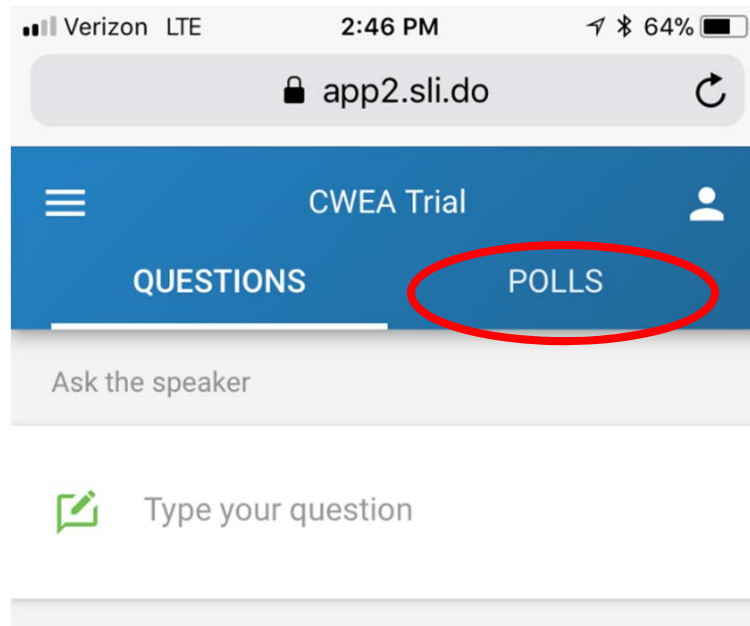 Verizon LTE 2:46 PM 64%
app2.sli.do
CWEA Trial
QUESTIONS POLLS
Ask the speaker
Type your question